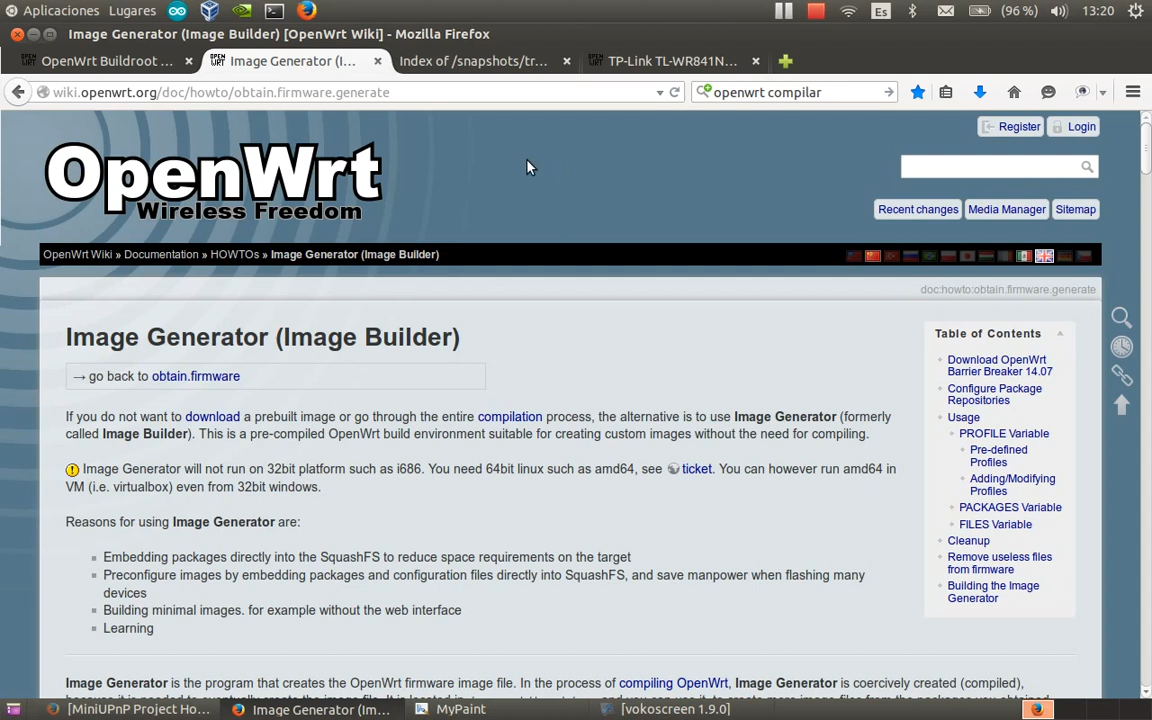 Aplicaciones Lugares Es (96 %) 13:20
Image Generator (Image Builder) [OpenWrt Wiki] - Mozilla Firefox
OpenWrt Buildroot ... Image Generator (I... Index of /snapshots/tr... TP-Link TL-WR841N...
wiki.openwrt.org/doc/howto/obtain.firmware.generate openwrt compilar
Register Login
OpenWrt
Wireless Freedom
Recent changes Media Manager Sitemap
OpenWrt Wiki » Documentation » HOWTOs » Image Generator (Image Builder)
doc:howto:obtain.firmware.generate
Image Generator (Image Builder)
→ go back to obtain.firmware
If you do not want to download a prebuilt image or go through the entire compilation process, the alternative is to use Image Generator (formerly
called Image Builder). This is a pre-compiled OpenWrt build environment suitable for creating custom images without the need for compiling.
Image Generator will not run on 32bit platform such as i686. You need 64bit linux such as amd64, see ticket. You can however run amd64 in
VM (i.e. virtualbox) even from 32bit windows.
Reasons for using Image Generator are:
Embedding packages directly into the SquashFS to reduce space requirements on the target
Preconfigure images by embedding packages and configuration files directly into SquashFS, and save manpower when flashing many
devices
Building minimal images. for example without the web interface
Learning
Image Generator is the program that creates the OpenWrt firmware image file. In the process of compiling OpenWrt, Image Generator is coercively created (compiled),
Table of Contents
Download OpenWrt
Barrier Breaker 14.07
Configure Package
Repositories
Usage
PROFILE Variable
Pre-defined
Profiles
Adding/Modifying
Profiles
PACKAGES Variable
FILES Variable
Cleanup
Remove useless files
from firmware
Building the Image
Generator
[MiniUPnP Project Ho... Image Generator (Im... MyPaint [vokoscreen 1.9.0]